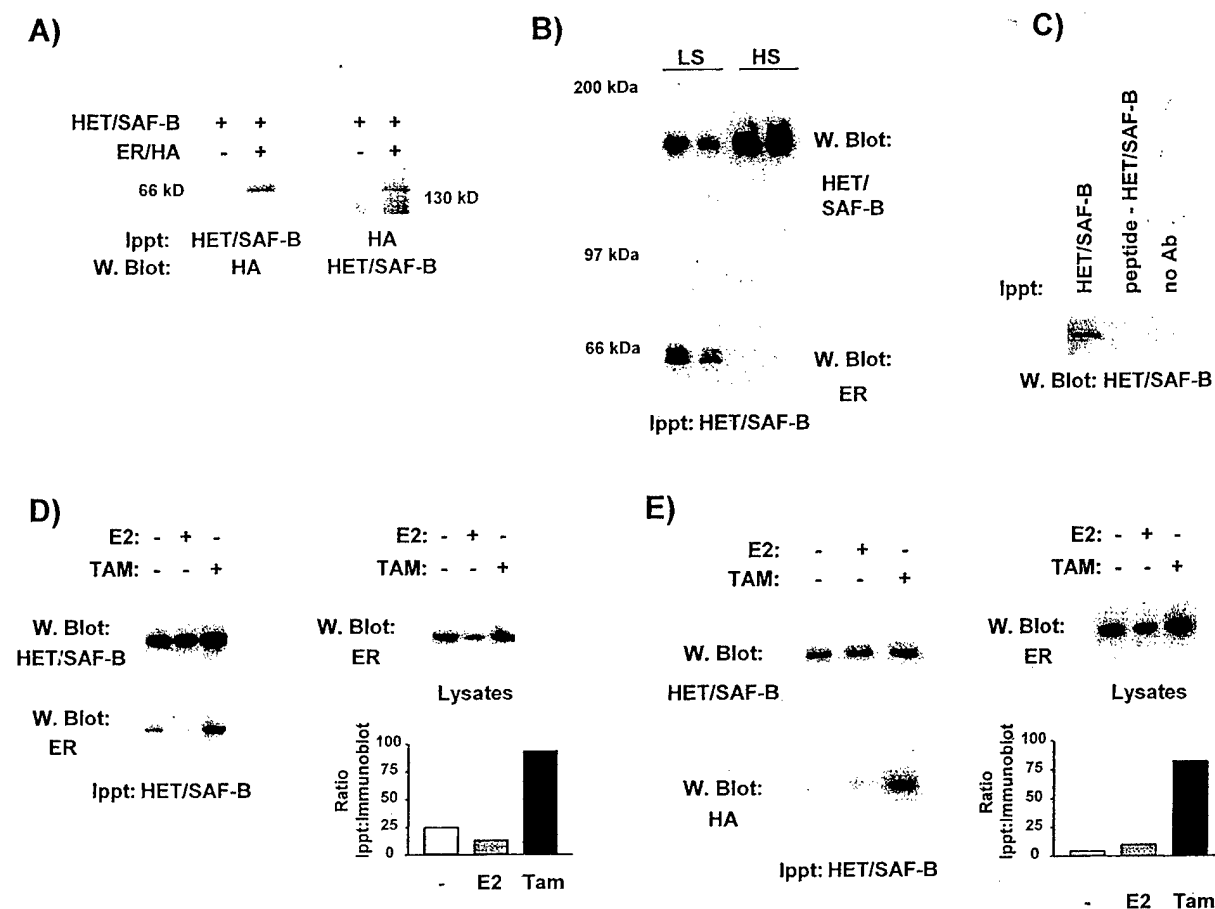 A)
HET/SAF-B + + + +
ER/HA - + - +
66 kD
130 kD
Ippt: HET/SAF-B HA
W. Blot: HA HET/SAF-B
B)
LS HS
200 kDa
W. Blot:
HET/
SAF-B
97 kDa
66 kDa
W. Blot:
ER
Ippt: HET/SAF-B
C)
Ippt:
HET/SAF-B
peptide - HET/SAF-B
no Ab
W. Blot: HET/SAF-B
D)
E2: - + -
TAM: - - +
W. Blot:
HET/SAF-B
W. Blot:
ER
Ippt: HET/SAF-B
E2: - + -
TAM: - - +
W. Blot:
ER
Lysates
Ratio
Ippt:Immunoblot
100
75
50
25
0
- E2 Tam
E)
E2: - + -
TAM: - - +
W. Blot:
HET/SAF-B
W. Blot:
HA
Ippt: HET/SAF-B
E2: - + -
TAM: - - +
W. Blot:
ER
Lysates
Ratio
Ippt:Immunoblot
100
75
50
25
0
- E2 Tam